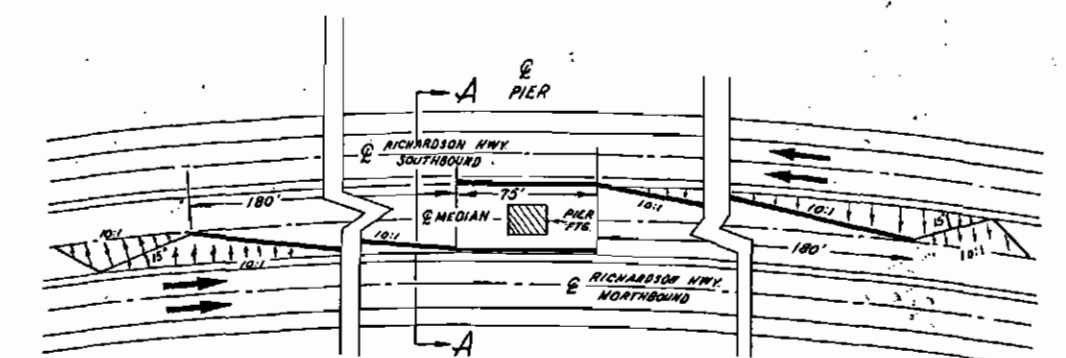 A
℄
PIER
℄ RICHARDSON HWY.
SOUTHBOUND
180'
75'
10:1
10:1
℄ MEDIAN
PIER
FTG.
10:1
15'
10:1
10:1
15'
180'
10:1
℄ RICHARDSON HWY.
NORTHBOUND
A